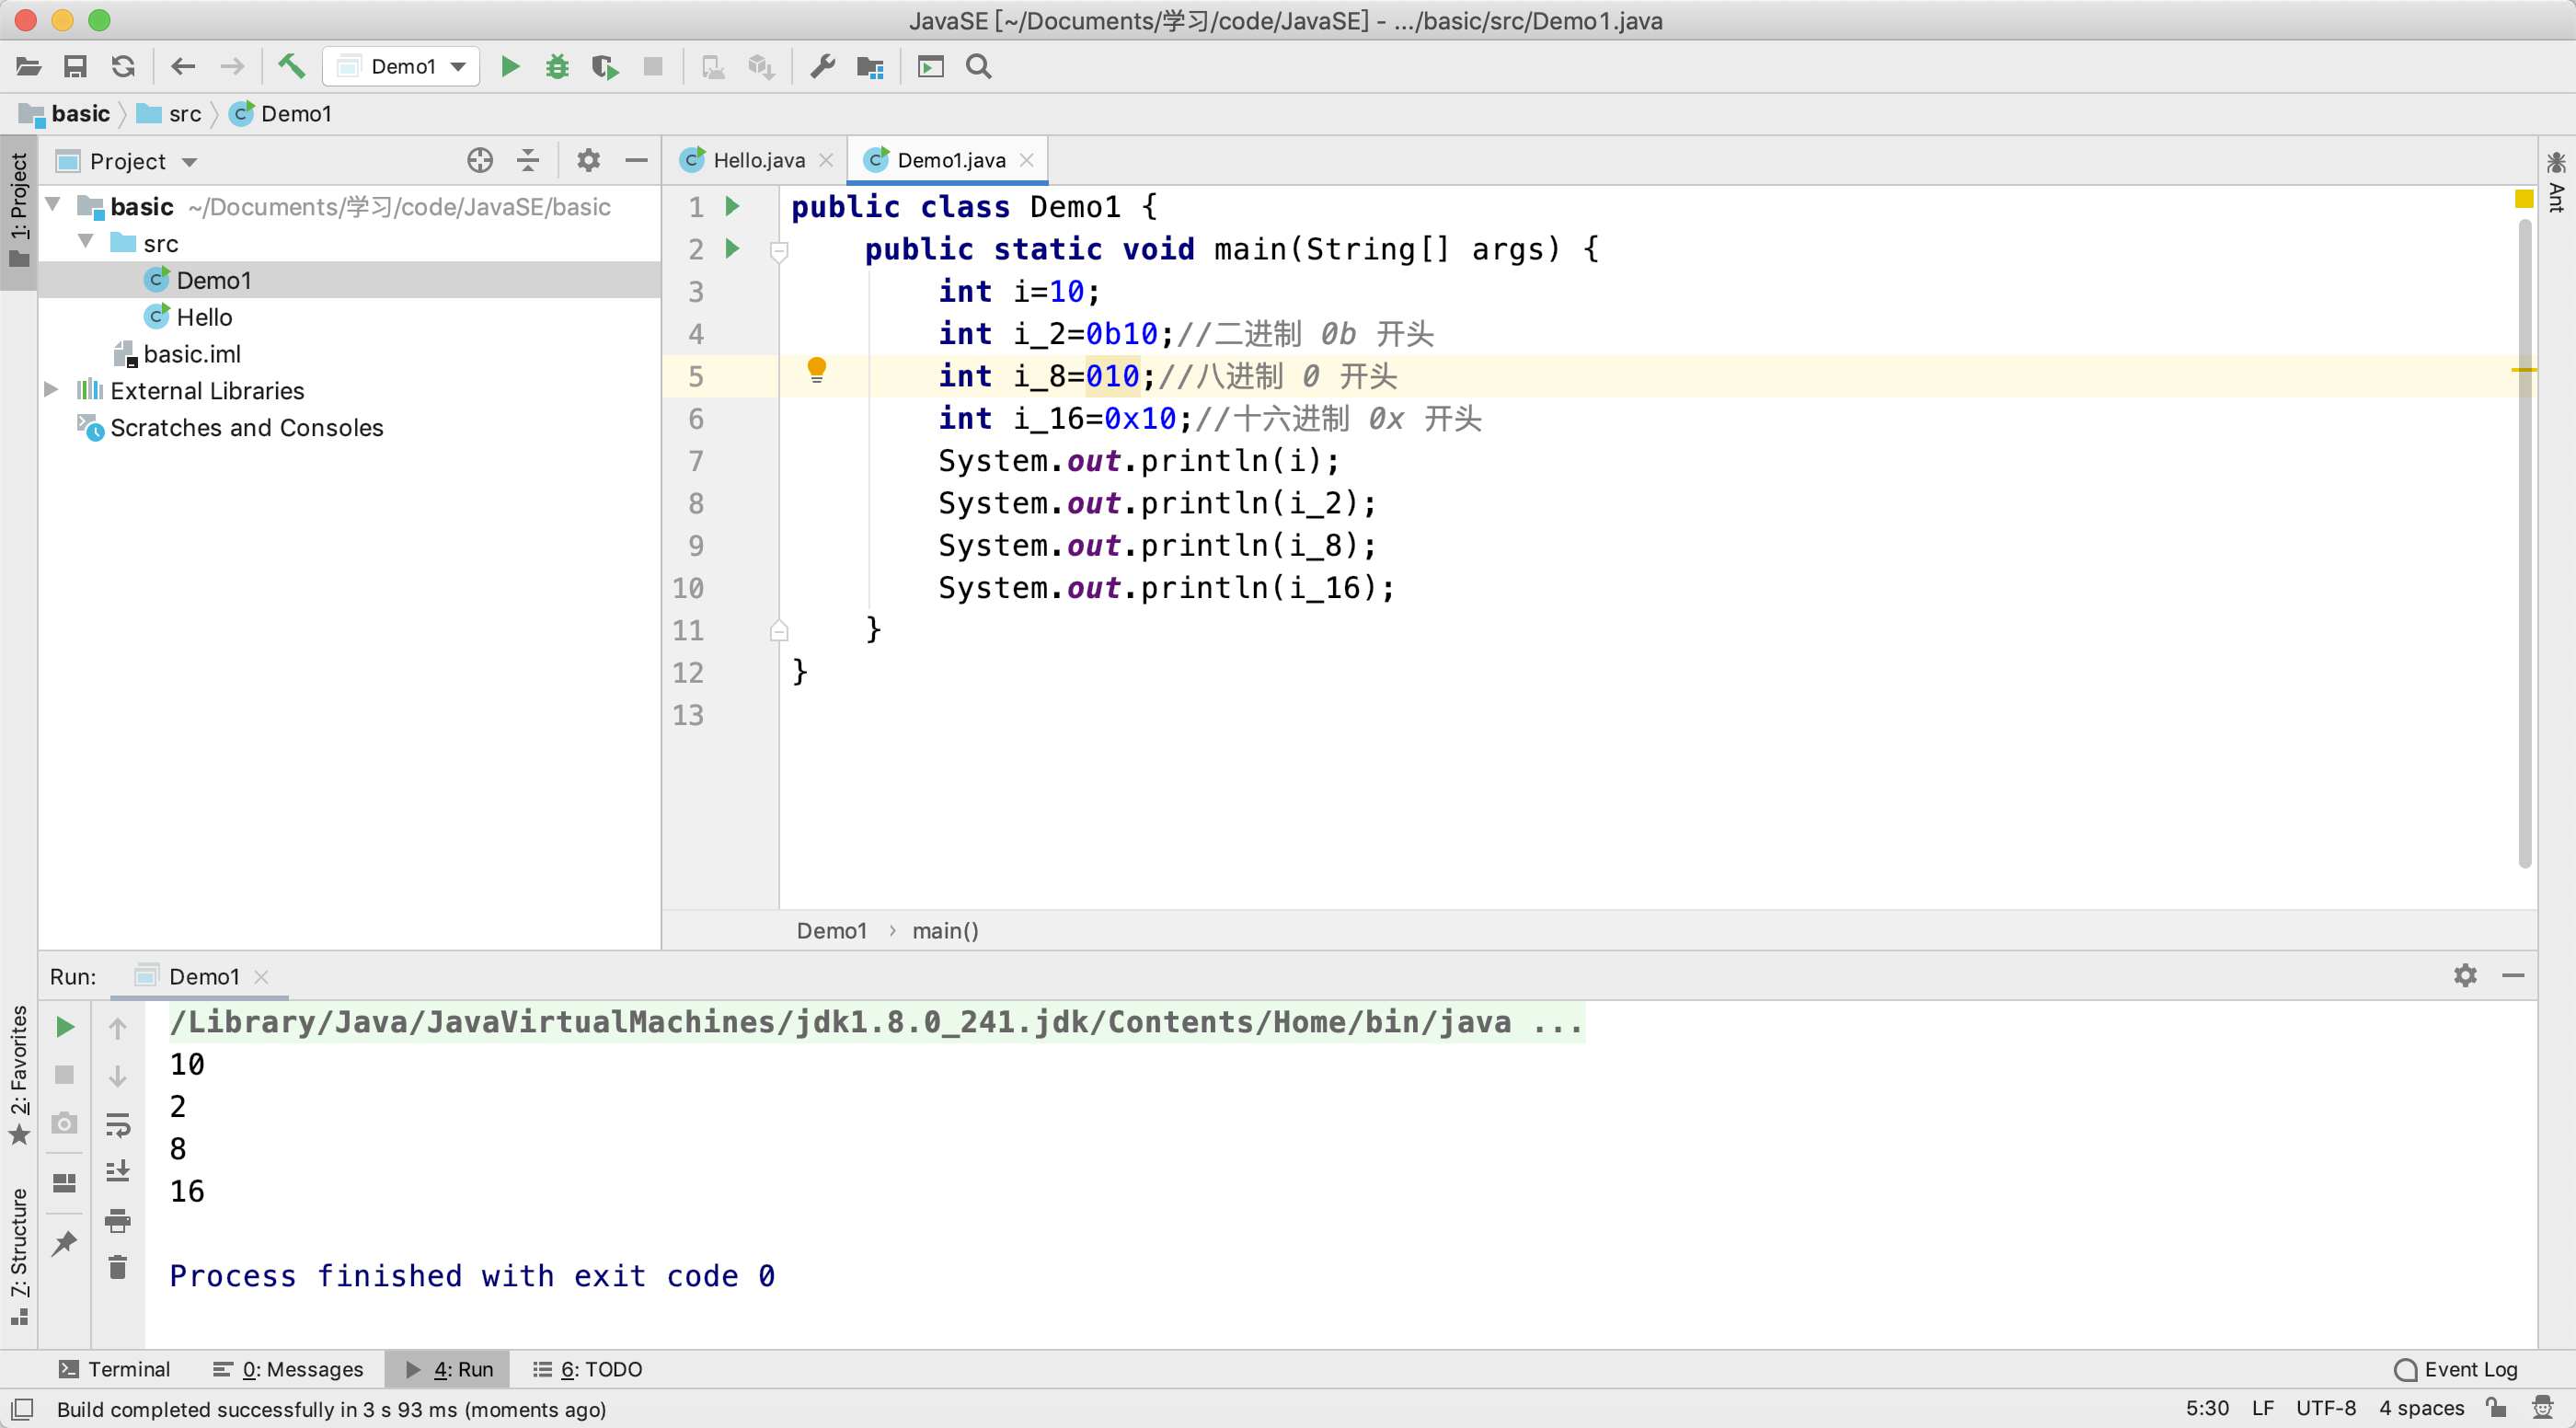 JavaSE [~/Documents/学习/code/JavaSE] - .../basic/src/Demo1.java
Demo1
basic src Demo1
Project
Hello.java
Demo1.java
1: Project
basic ~/Documents/学习/code/JavaSE/basic
src
Demo1
Hello
basic.iml
External Libraries
Scratches and Consoles
1 public class Demo1 {
2 public static void main(String[] args) {
3 int i=10;
4 int i_2=0b10;//二进制 0b 开头
5 int i_8=010;//八进制 0 开头
6 int i_16=0x10;//十六进制 0x 开头
7 System.out.println(i);
8 System.out.println(i_2);
9 System.out.println(i_8);
10 System.out.println(i_16);
11 }
12 }
13
Ant
Demo1 › main()
Run: Demo1
/Library/Java/JavaVirtualMachines/jdk1.8.0_241.jdk/Contents/Home/bin/java ...
10
2
8
16
Process finished with exit code 0
2: Favorites
7: Structure
Terminal 0: Messages 4: Run 6: TODO Event Log
Build completed successfully in 3 s 93 ms (moments ago) 5:30 LF UTF-8 4 spaces